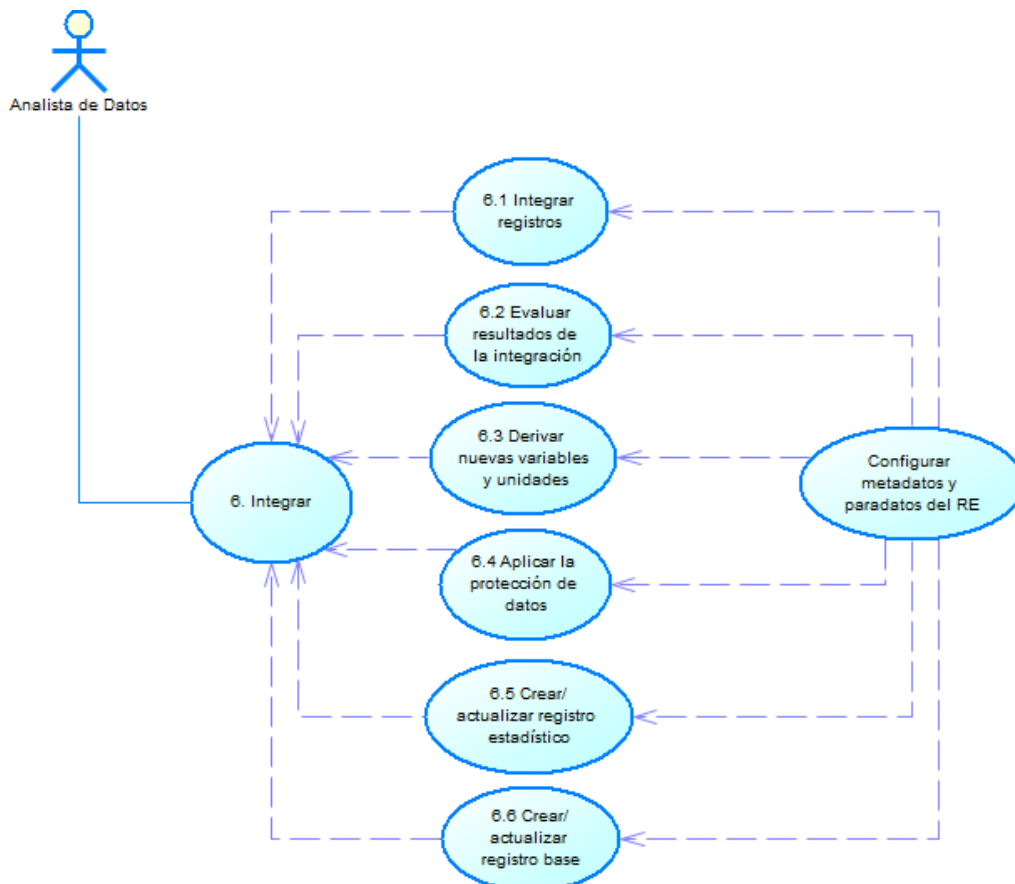 Analista de Datos
6.1 Integrar
registros
6.2 Evaluar
resultados de
la integración
6.3 Derivar
nuevas variables
y unidades
6. Integrar
Configurar
metadatos y
paradatos del RE
6.4 Aplicar la
protección de
datos
6.5 Crear/
actualizar registro
estadístico
6.6 Crear/
actualizar
registro base